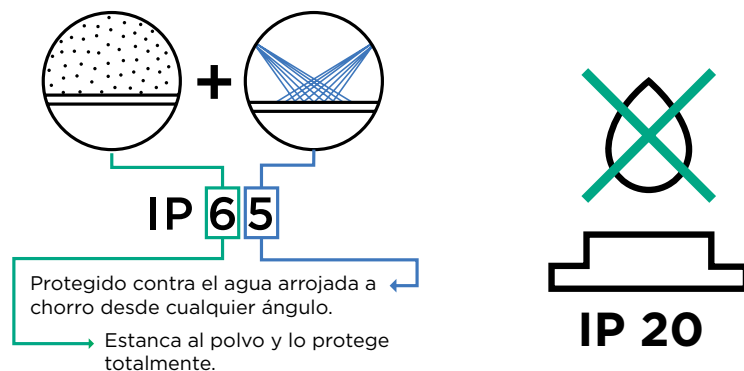 +
IP 65
Protegido contra el agua arrojada a
chorro desde cualquier ángulo.
Estanca al polvo y lo protege
totalmente.
IP 20